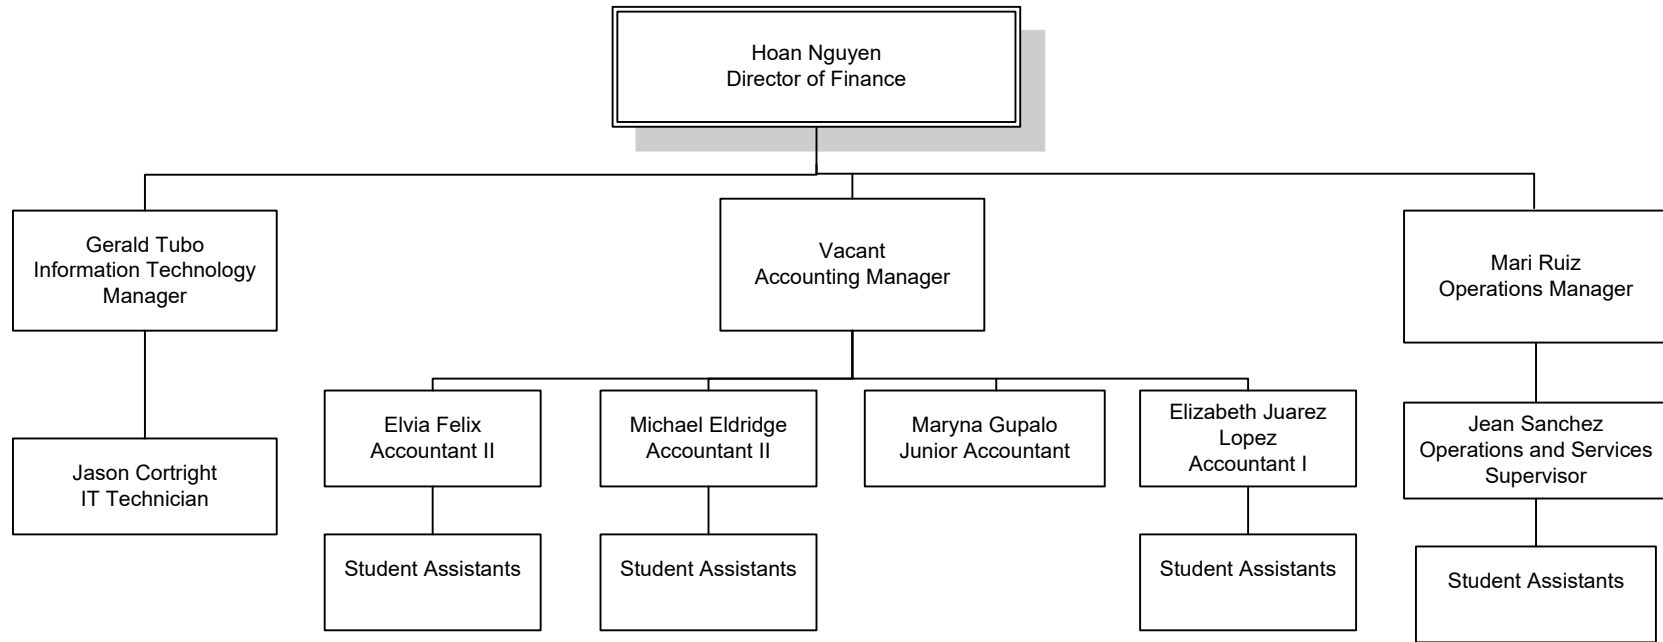 Hoan Nguyen
Director of Finance
Gerald Tubo
Information Technology
Manager
Vacant
Accounting Manager
Mari Ruiz
Operations Manager
Jason Cortright
IT Technician
Elvia Felix
Accountant II
Michael Eldridge
Accountant II
Maryna Gupalo
Junior Accountant
Elizabeth Juarez
Lopez
Accountant I
Jean Sanchez
Operations and Services
Supervisor
Student Assistants
Student Assistants
Student Assistants
Student Assistants